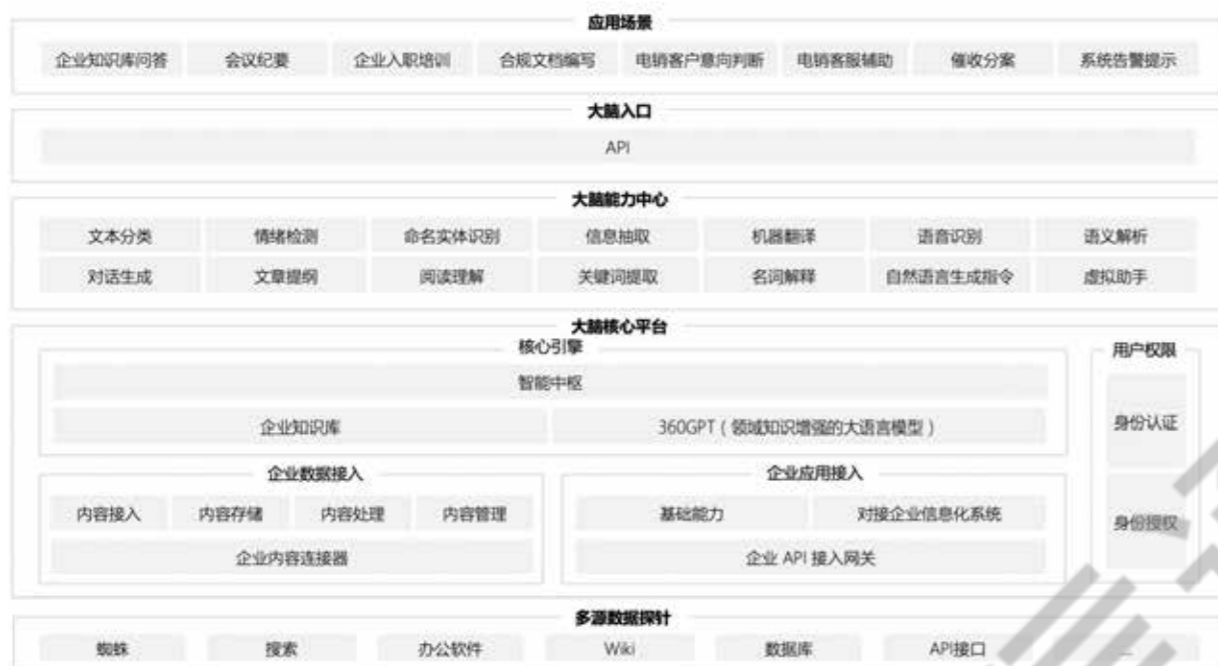 应用场景
企业知识库问答 会议纪要 企业入职培训 合规文档编写 电销客户意向判断 电销客服辅助 催收分案 系统告警提示
大脑入口
API
大脑能力中心
文本分类 情绪检测 命名实体识别 信息抽取 机器翻译 语音识别 语义解析
对话生成 文章提纲 阅读理解 关键词提取 名词解释 自然语言生成指令 虚拟助手
大脑核心平台
核心引擎
智能中枢
企业知识库 360GPT（领域知识增强的大语言模型）
企业数据接入
内容接入 内容存储 内容处理 内容管理
企业内容连接器
企业应用接入
基础能力 对接企业信息化系统
企业 API 接入网关
用户权限
身份认证
身份授权
多源数据探针
蜘蛛 搜索 办公软件 Wiki 数据库 API接口 ...